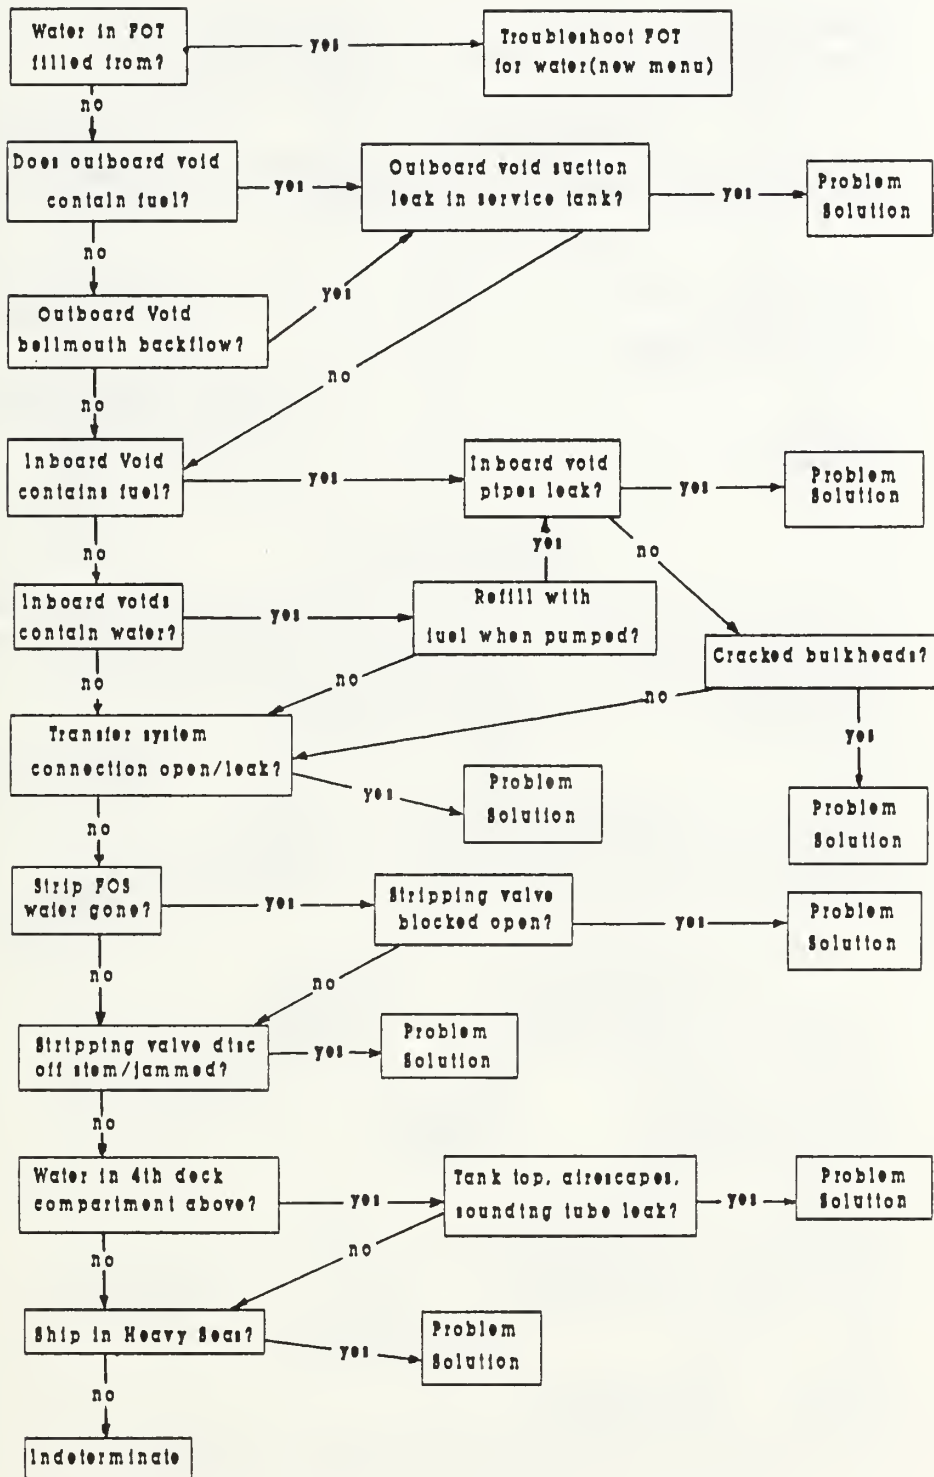 Water in FOT
filled from?
yes
Troubleshoot FOT
for water(new menu)
no
Does outboard void
contain fuel?
yes
Outboard void suction
leak in service tank?
yes
Problem
Solution
no
yes
Outboard Void
bellmouth backflow?
no
no
Inboard Void
contains fuel?
yes
Inboard void
pipes leak?
yes
Problem
Solution
no
yes
no
Inboard voids
contain water?
yes
Refill with
fuel when pumped?
Cracked bulkheads?
no
no
no
yes
Transfer system
connection open/leak?
yes
Problem
Solution
Problem
Solution
no
Strip FOS
water gone?
yes
Stripping valve
blocked open?
yes
Problem
Solution
no
no
Stripping valve disc
off stem/jammed?
yes
Problem
Solution
no
Water in 4th deck
compartment above?
yes
Tank top, airescapes,
sounding tube leak?
yes
Problem
Solution
no
no
Ship in Heavy Seas?
yes
Problem
Solution
no
Indeterminate